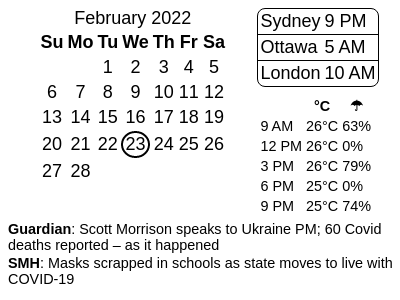 February 2022
Su Mo Tu We Th Fr Sa
1 2 3 4 5
6 7 8 9 10 11 12
13 14 15 16 17 18 19
20 21 22 23 24 25 26
27 28
Sydney 9 PM
Ottawa 5 AM
London 10 AM
°C ☂
9 AM 26°C 63%
12 PM 26°C 0%
3 PM 26°C 79%
6 PM 25°C 0%
9 PM 25°C 74%
Guardian: Scott Morrison speaks to Ukraine PM; 60 Covid
deaths reported – as it happened
SMH: Masks scrapped in schools as state moves to live with
COVID-19